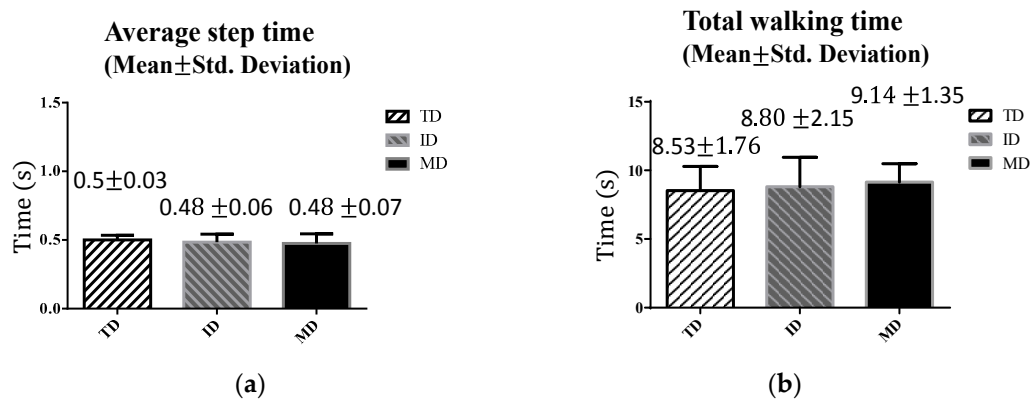 Average step time
(Mean±Std. Deviation)
1.5
1.0
0.5
0.0
Time (s)
0.5±0.03
0.48 ±0.06
0.48 ±0.07
TD
ID
MD
TD
ID
MD
(a)
Total walking time
(Mean±Std. Deviation)
15
10
5
0
Time (s)
8.53±1.76
8.80 ±2.15
9.14 ±1.35
TD
ID
MD
TD
ID
MD
(b)